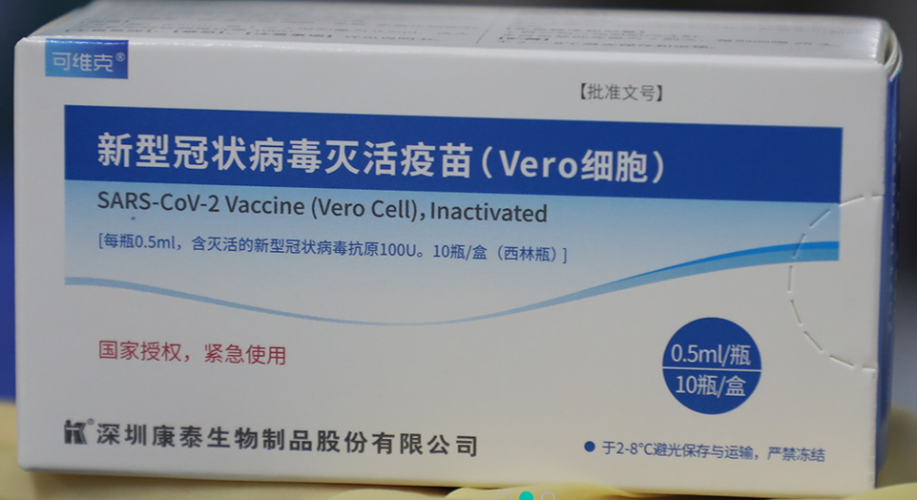 可维克®
【批准文号】
新型冠状病毒灭活疫苗（Vero细胞）
SARS-CoV-2 Vaccine (Vero Cell), Inactivated
[每瓶0.5ml，含灭活的新型冠状病毒抗原100U。10瓶/盒（西林瓶）]
国家授权，紧急使用
0.5ml/瓶
10瓶/盒
深圳康泰生物制品股份有限公司
● 于2-8°C避光保存与运输，严禁冻结